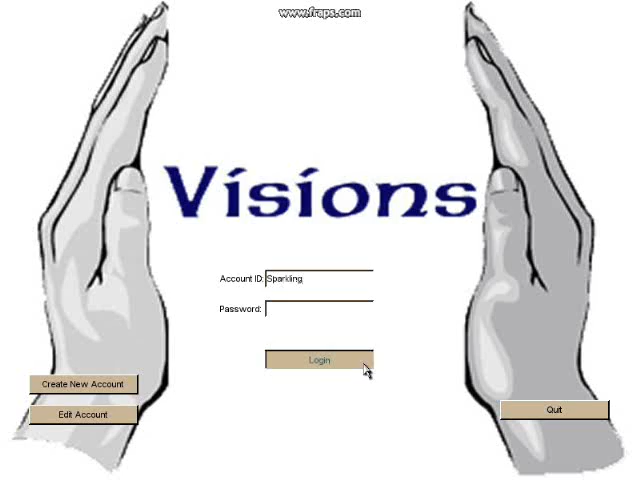 www.fraps.com
Visions
Account ID: Sparkling
Password:
Login
Create New Account
Edit Account
Quit